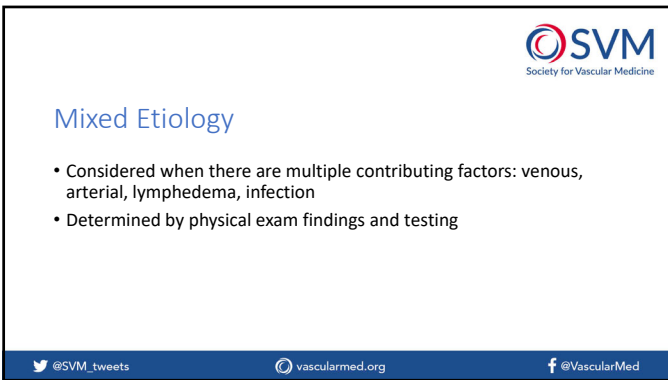 SVM
Society for Vascular Medicine
Mixed Etiology
• Considered when there are multiple contributing factors: venous,
arterial, lymphedema, infection
• Determined by physical exam findings and testing
@SVM_tweets
vascularmed.org
@VascularMed